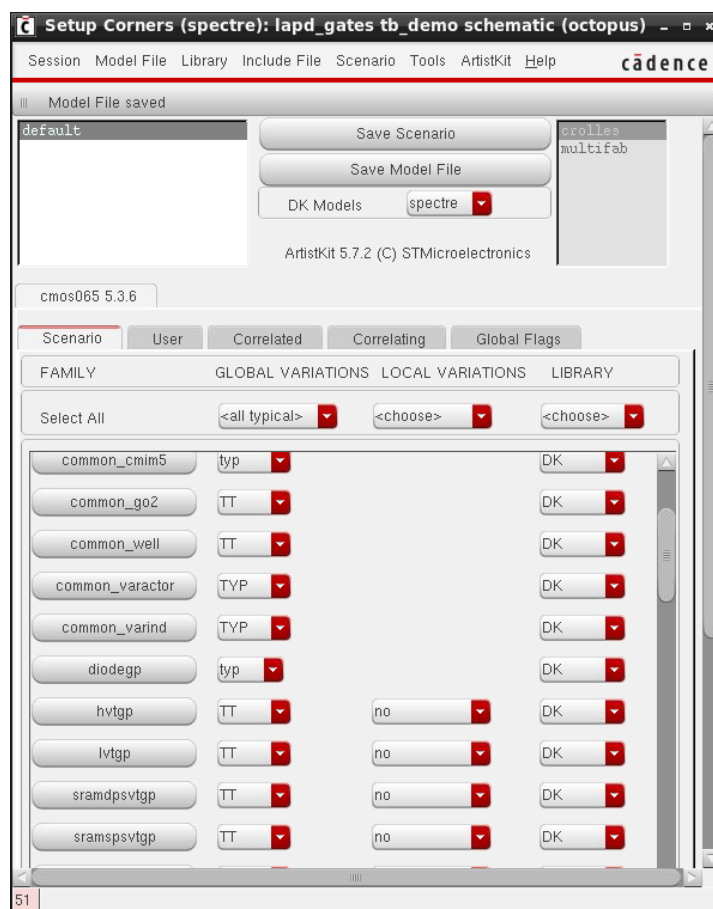 Setup Corners (spectre): lapd_gates tb_demo schematic (octopus)
Session Model File Library Include File Scenario Tools ArtistKit Help cādence
Model File saved
default
Save Scenario
Save Model File
DK Models spectre
ArtistKit 5.7.2 (C) STMicroelectronics
crolles
multifab
cmos065 5.3.6
Scenario User Correlated Correlating Global Flags
FAMILY GLOBAL VARIATIONS LOCAL VARIATIONS LIBRARY
Select All <all typical> <choose> <choose>
common_cmim5 typ DK
common_go2 TT DK
common_well TT DK
common_varactor TYP DK
common_varind TYP DK
diodegp typ DK
hvtgp TT no DK
lvtgp TT no DK
sramdpsvtgp TT no DK
sramspsvtgp TT no DK
51